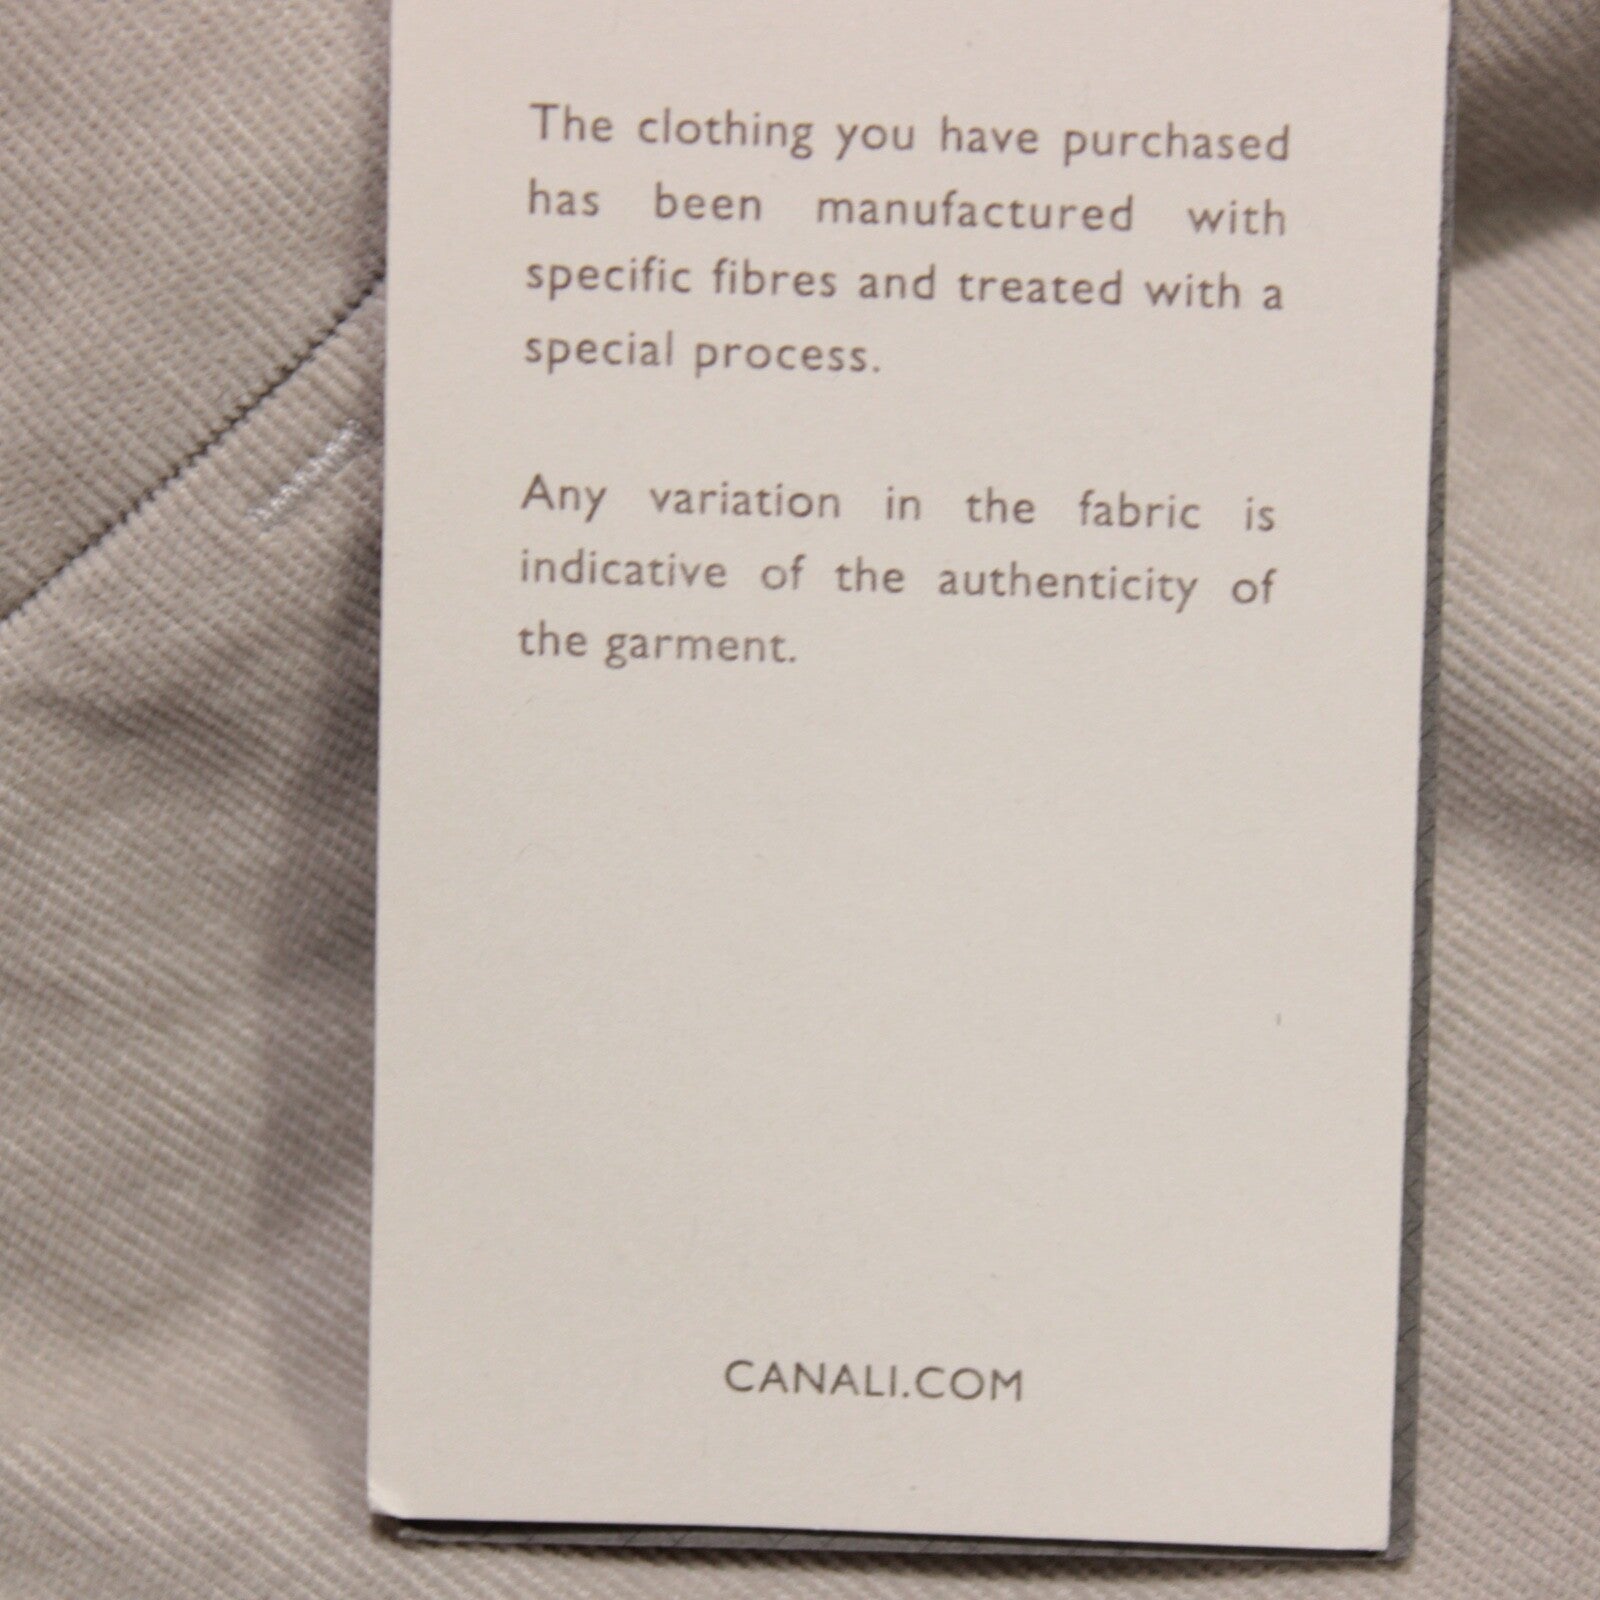 The clothing you have purchased
has been manufactured with
specific fibres and treated with a
special process.
Any variation in the fabric is
indicative of the authenticity of
the garment.
CANALI.COM